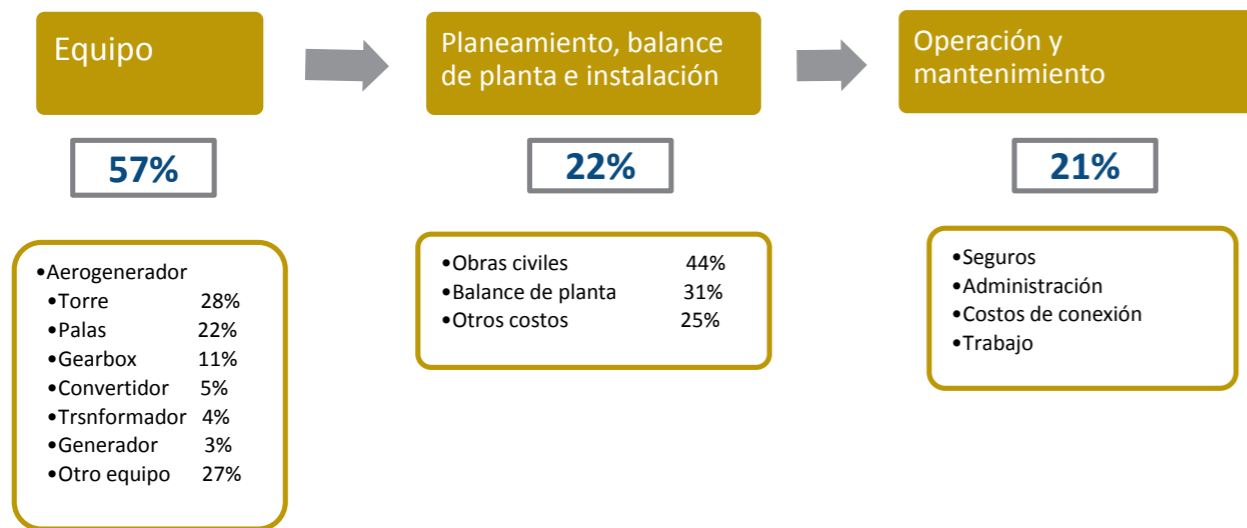 Equipo
57%
•Aerogenerador
•Torre 28%
•Palas 22%
•Gearbox 11%
•Convertidor 5%
•Trsnformador 4%
•Generador 3%
•Otro equipo 27%
Planeamiento, balance
de planta e instalación
22%
•Obras civiles 44%
•Balance de planta 31%
•Otros costos 25%
Operación y
mantenimiento
21%
•Seguros
•Administración
•Costos de conexión
•Trabajo